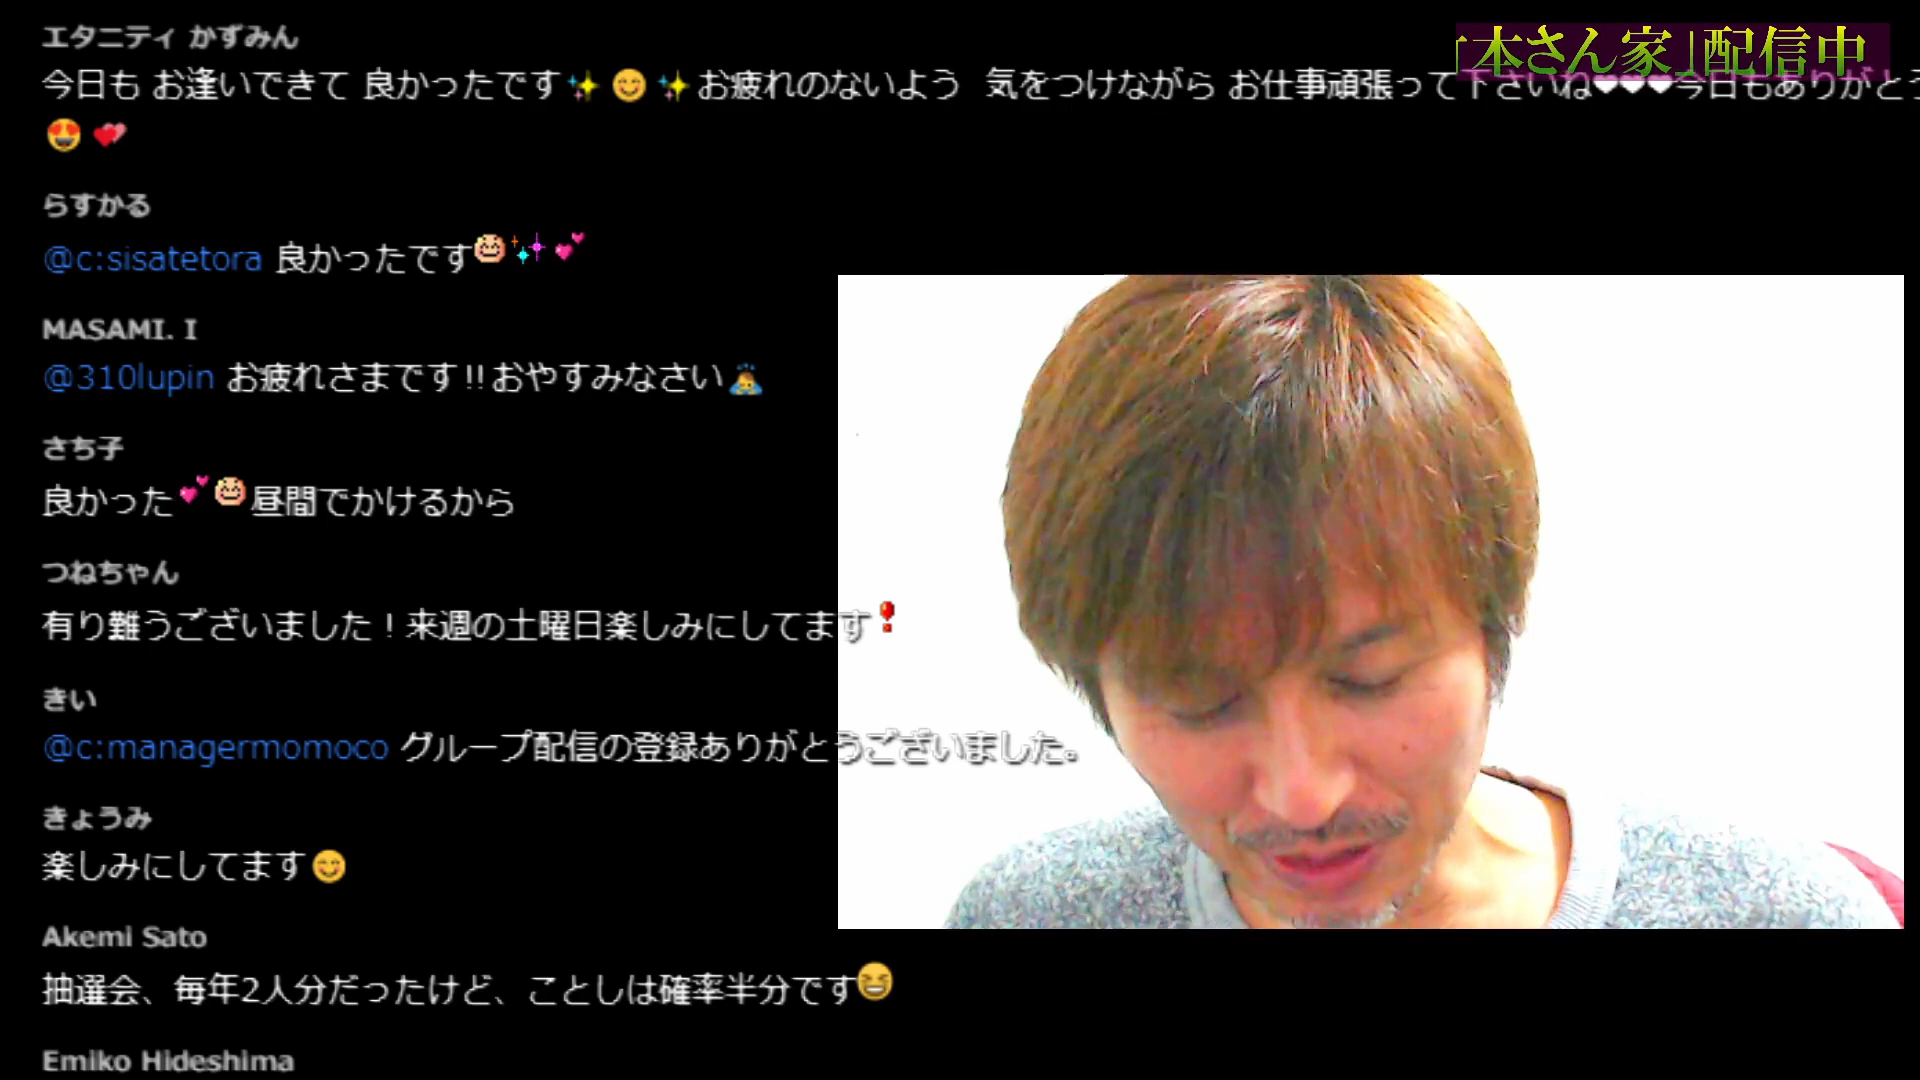 エタニティ かずみん
「本さん家」配信中
今日も お逢いできて 良かったです✨😊✨お疲れのないよう 気をつけながら お仕事頑張って下さいね❤❤❤今日もありがとう
😍💕
らすかる
@c:sisatetora 良かったです
MASAMI. I
@310lupin お疲れさまです!!おやすみなさい
さち子
良かった💕昼間でかけるから
つねちゃん
有り難うございました！来週の土曜日楽しみにしてます❗
きい
@c:managermomoco グループ配信の登録ありがとうございました。
きょうみ
楽しみにしてます😊
Akemi Sato
抽選会、毎年2人分だったけど、ことしは確率半分です😆
Emiko Hideshima